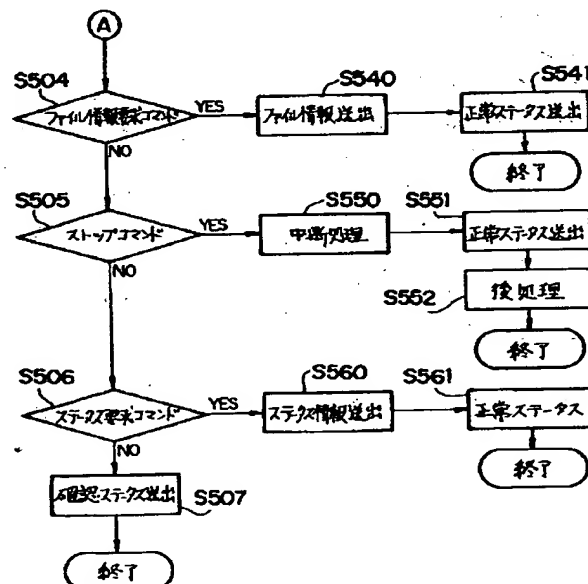 A
S504
ファイル情報要求コマンド
YES
S540
ファイル情報送出
S541
正常ステータス送出
終了
NO
S505
ストップコマンド
YES
S550
中断処理
S551
正常ステータス送出
S552
後処理
終了
NO
S506
ステータス要求コマンド
YES
S560
ステータス情報送出
S561
正常ステータス
終了
NO
確認ステータス送出
S507
終了